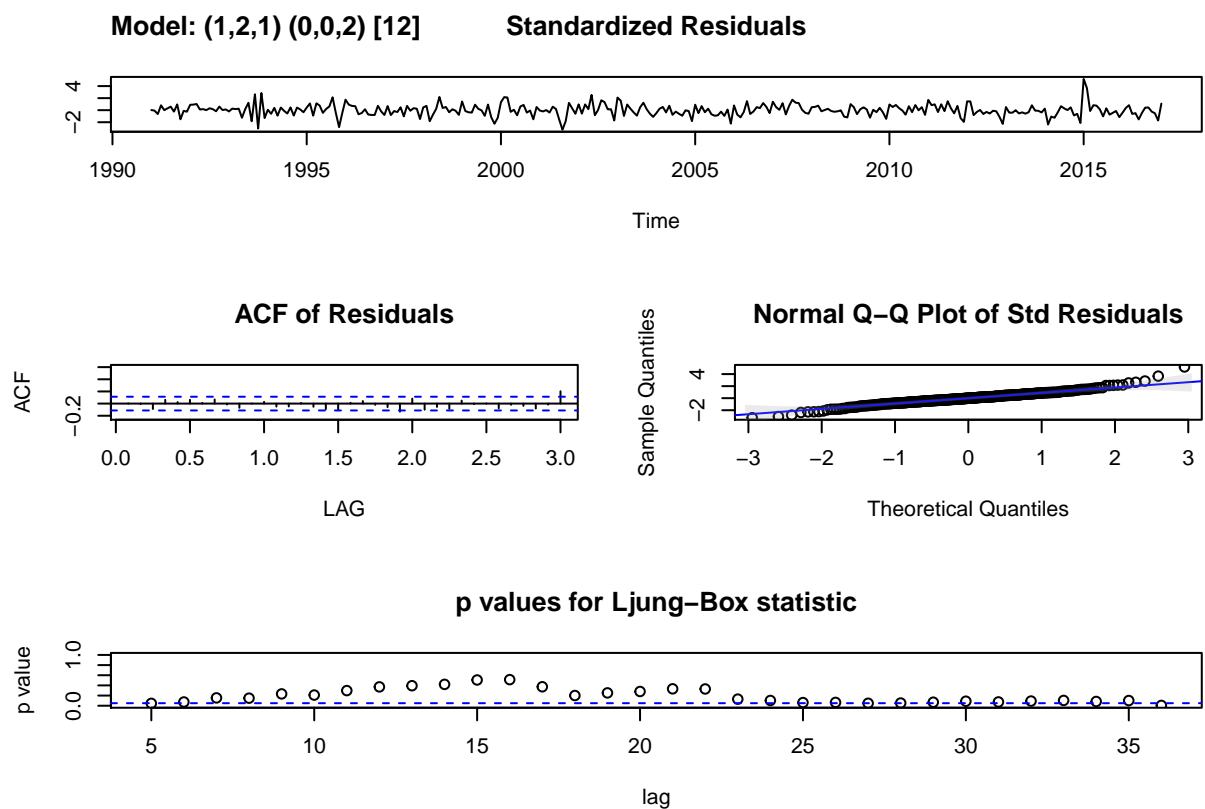 Model: (1,2,1) (0,0,2) [12] Standardized Residuals
−2 4
1990 1995 2000 2005 2010 2015
Time
ACF of Residuals
ACF
−0.2
0.0 0.5 1.0 1.5 2.0 2.5 3.0
LAG
Normal Q−Q Plot of Std Residuals
Sample Quantiles
−2 4
−3 −2 −1 0 1 2 3
Theoretical Quantiles
p values for Ljung−Box statistic
p value
0.0 1.0
5 10 15 20 25 30 35
lag